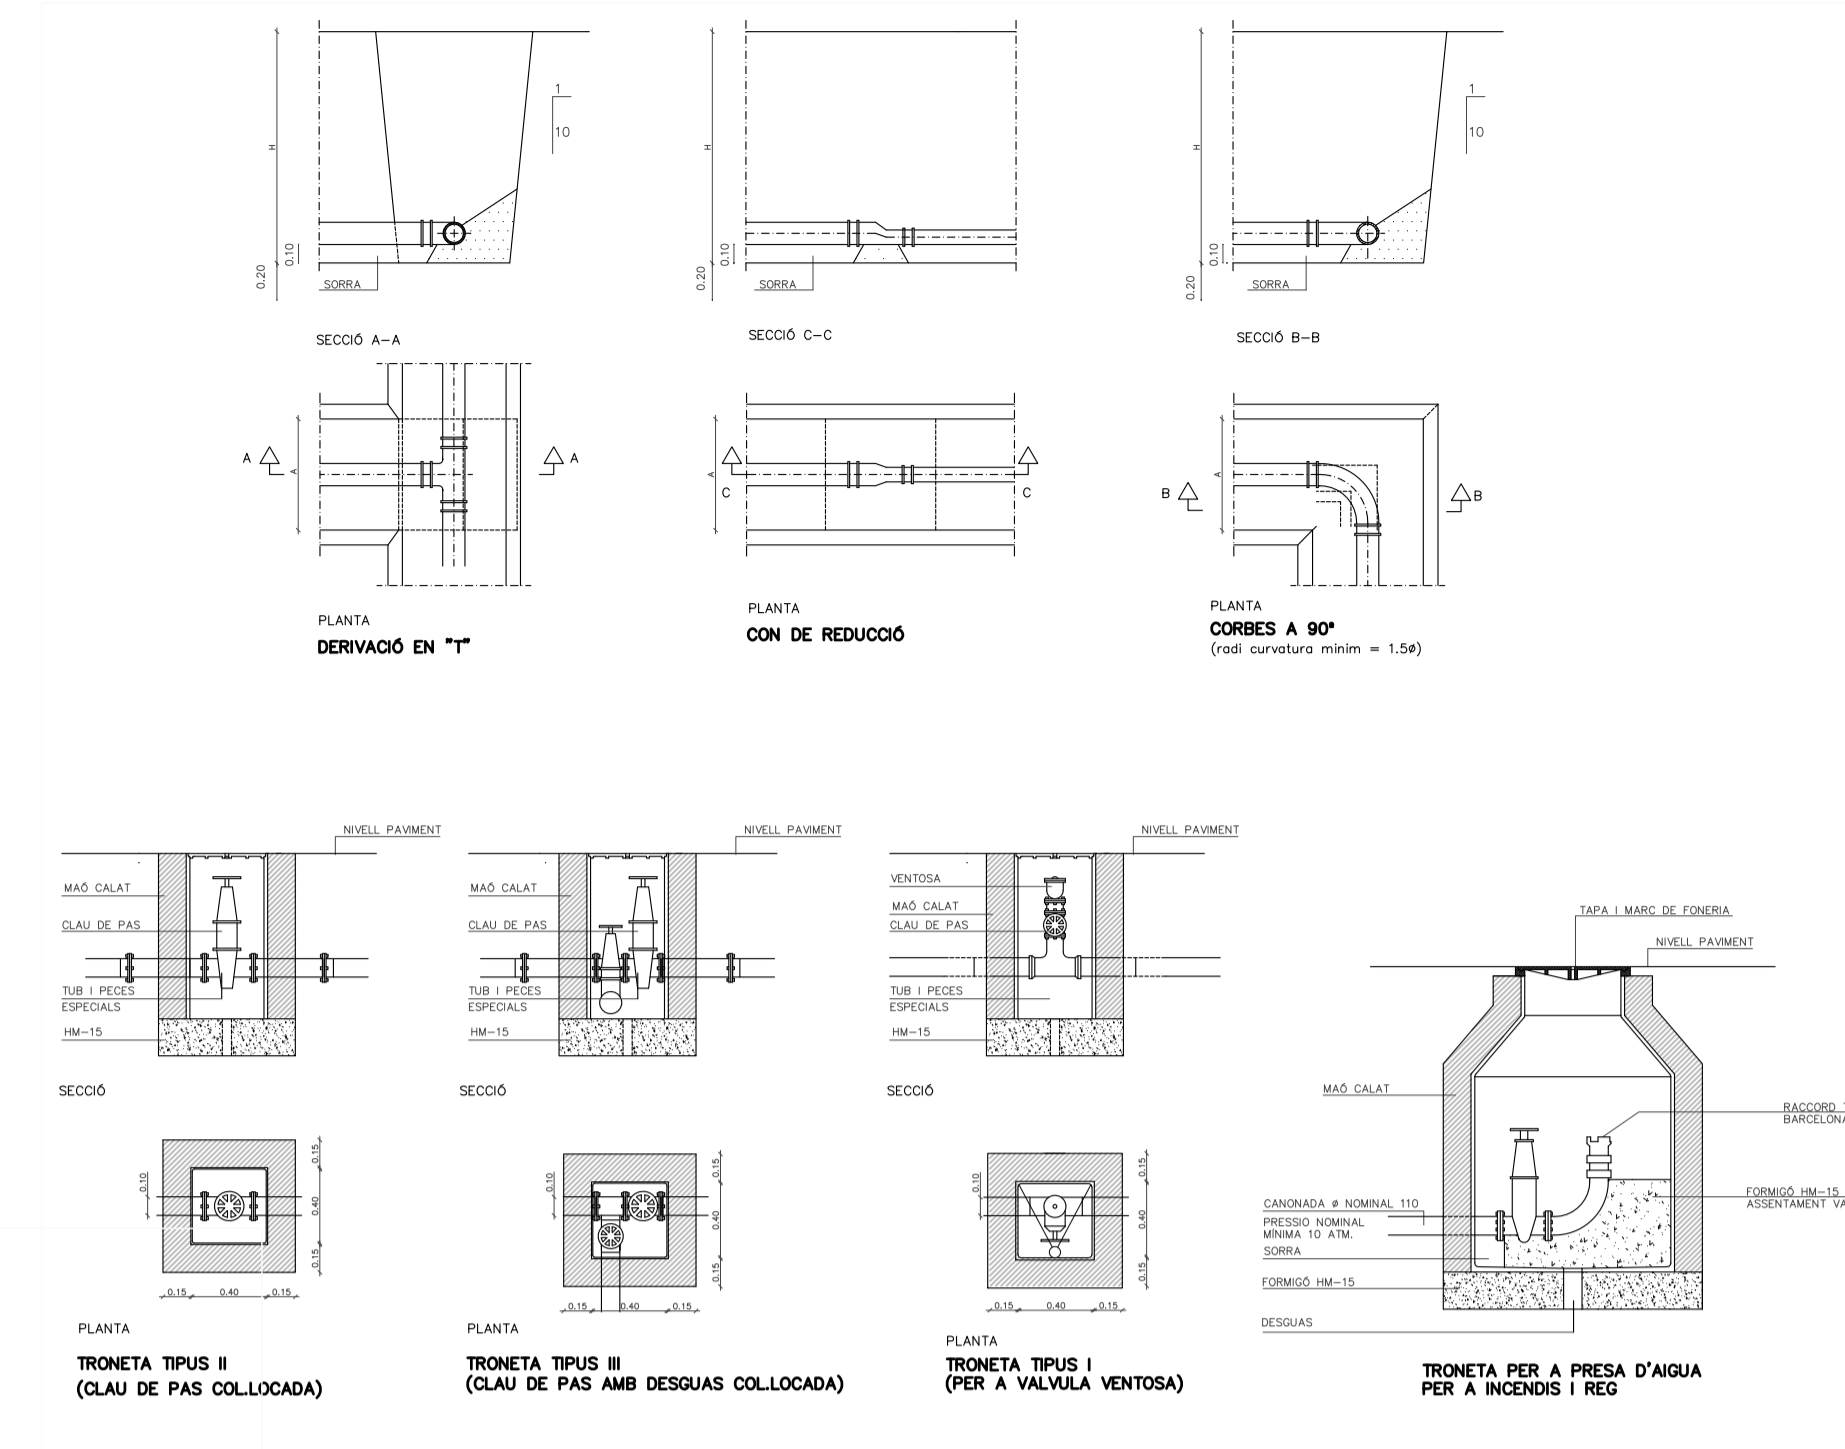 1
10
H
0.10
0.20
SORRA
SECCIÓ A-A
H
0.10
0.20
SORRA
SECCIÓ C-C
1
10
H
0.10
0.20
SORRA
SECCIÓ B-B
A
A
A
PLANTA
DERIVACIÓ EN "T"
A
C
C
PLANTA
CON DE REDUCCIÓ
A
B
B
PLANTA
CORBES A 90º
(radi curvatura minim = 1.5ø)
NIVELL PAVIMENT
MAÓ CALAT
CLAU DE PAS
TUB I PECES
ESPECIALS
HM-15
SECCIÓ
0.10
0.15
0.40
0.15
0.15
0.40
0.15
PLANTA
TRONETA TIPUS II
(CLAU DE PAS COL.LOCADA)
NIVELL PAVIMENT
MAÓ CALAT
CLAU DE PAS
TUB I PECES
ESPECIALS
HM-15
SECCIÓ
0.10
0.15
0.40
0.15
0.15
0.40
0.15
PLANTA
TRONETA TIPUS III
(CLAU DE PAS AMB DESGUAS COL.LOCADA)
NIVELL PAVIMENT
VENTOSA
MAÓ CALAT
CLAU DE PAS
TUB I PECES
ESPECIALS
HM-15
SECCIÓ
0.10
0.15
0.40
0.15
0.15
0.40
0.15
PLANTA
TRONETA TIPUS I
(PER A VALVULA VENTOSA)
TAPA I MARC DE FONERIA
NIVELL PAVIMENT
MAÓ CALAT
RACCORD
BARCELONA
FORMIGÓ HM-15
ASSENTAMENT
CANONADA ø NOMINAL 110
PRESSIO NOMINAL
MÍNIMA 10 ATM.
SORRA
FORMIGÓ HM-15
DESGUAS
TRONETA PER A PRESA D'AIGUA
PER A INCENDIS I REG